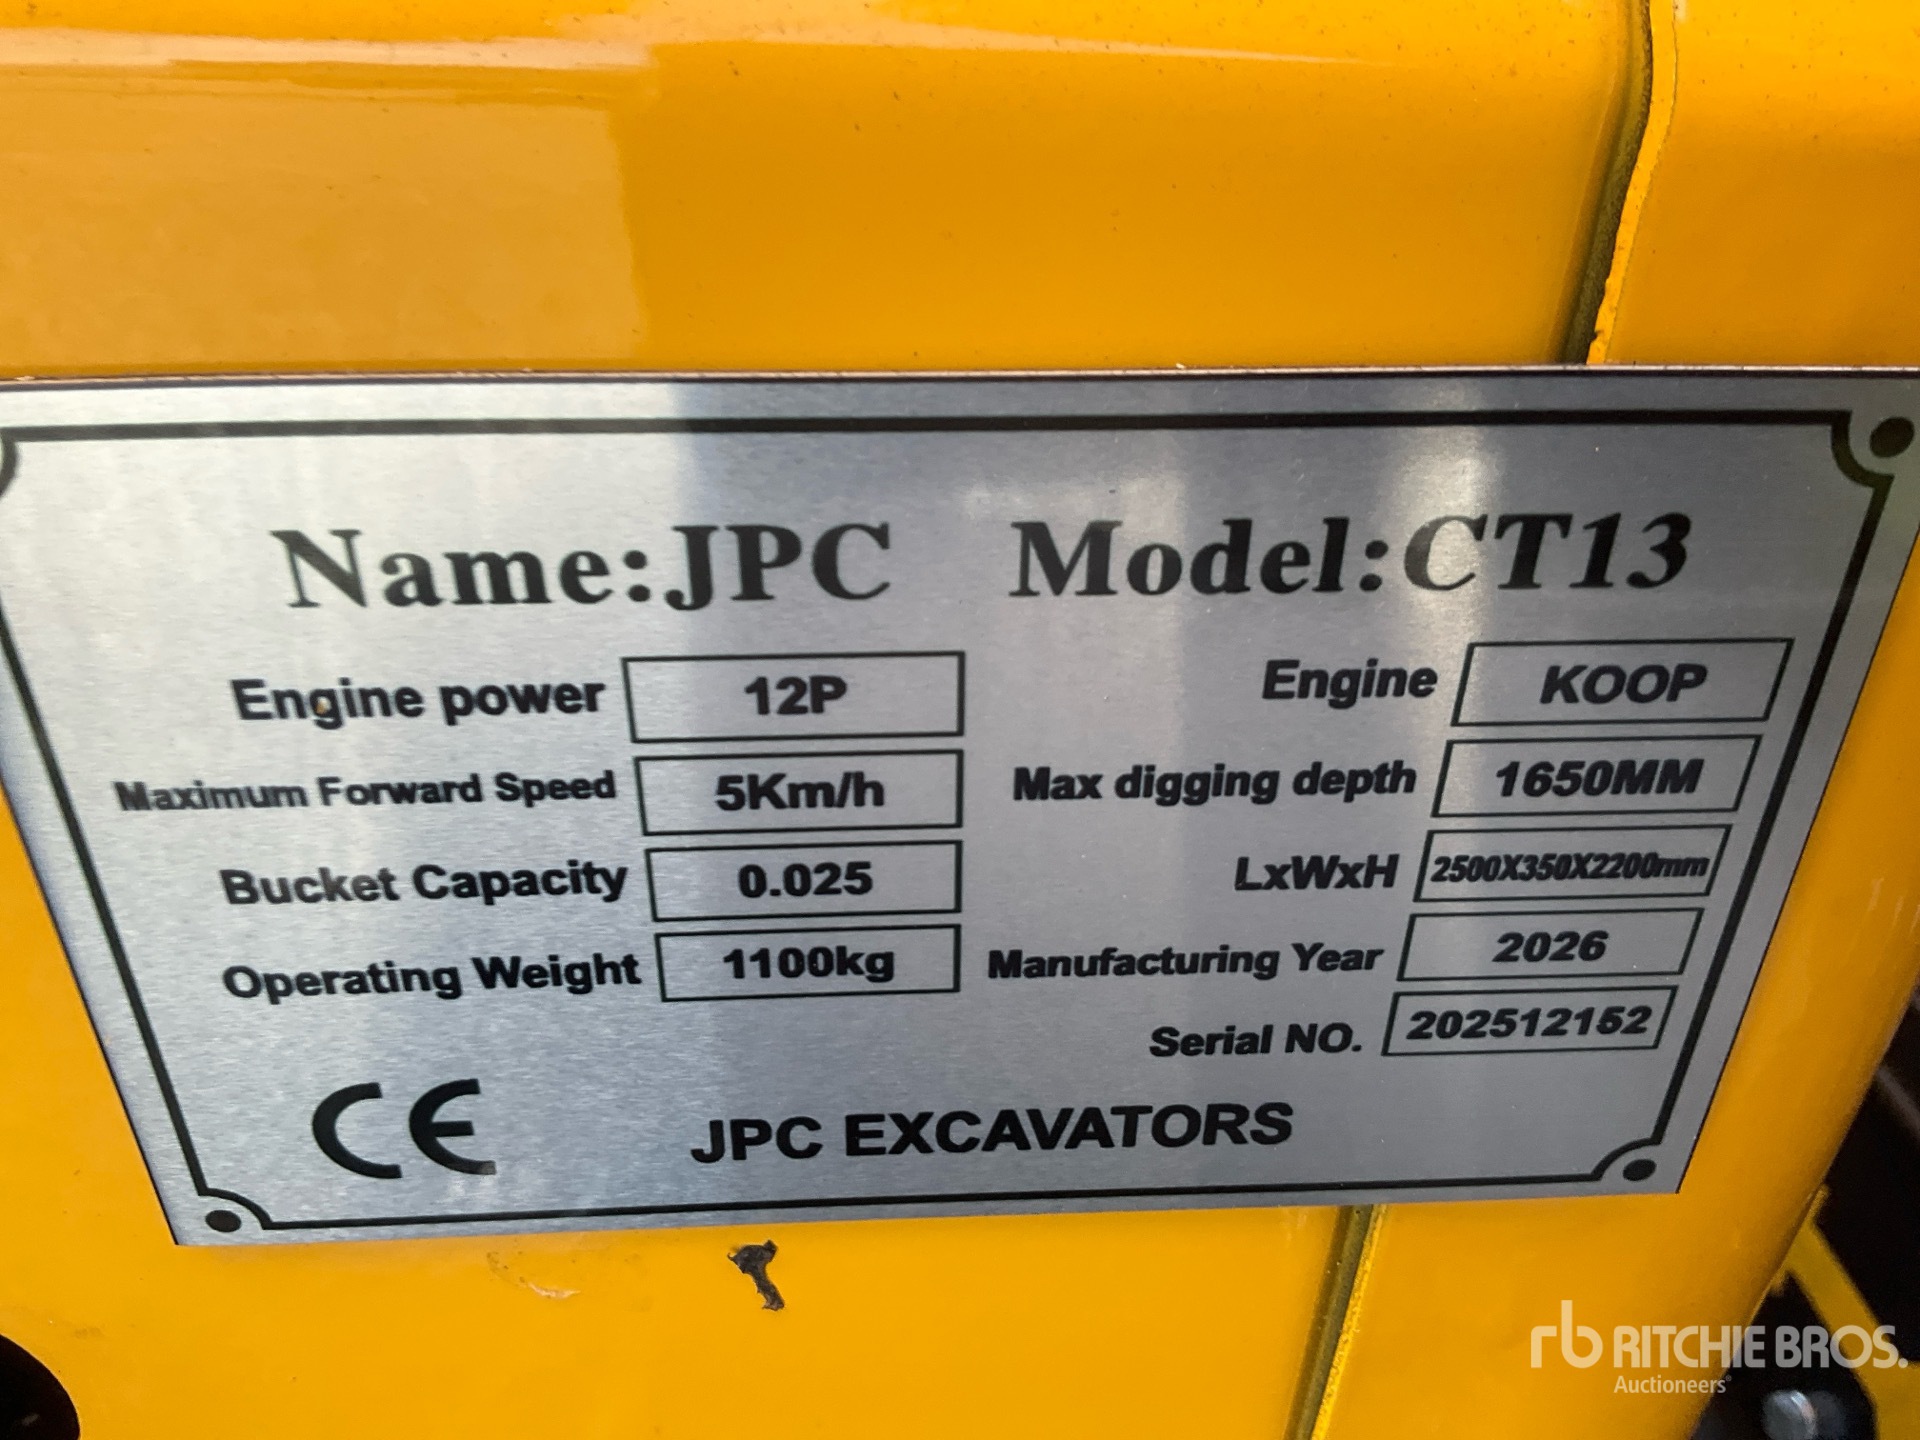 Name:JPC Model:CT13
Engine power 12P Engine KOOP
Maximum Forward Speed 5Km/h Max digging depth 1650MM
Bucket Capacity 0.025 LxWxH 2500X350X2200mm
Operating Weight 1100kg Manufacturing Year 2026
Serial NO. 202512152
CE JPC EXCAVATORS
rb RITCHIE BROS.
Auctioneers